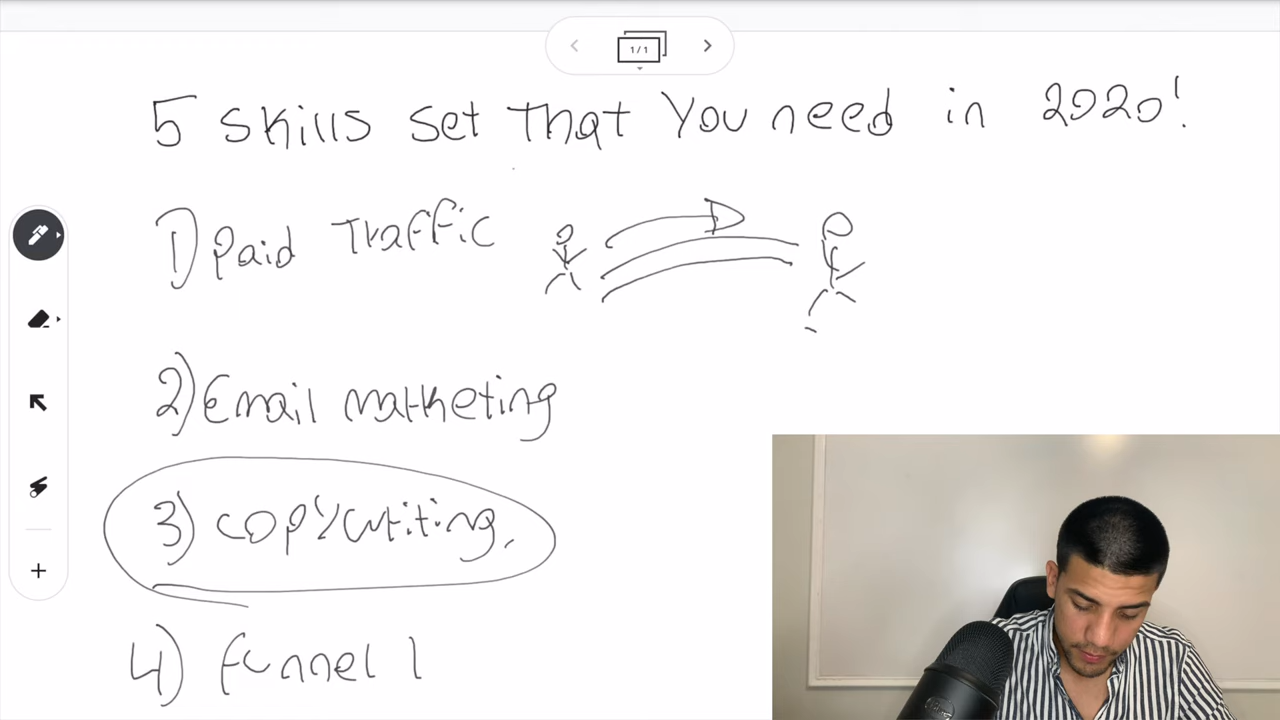 1/1
5 skills set That You need in 2020!
1) Paid Traffic
2) Email marketing
3) copywriting.
4) funnel l